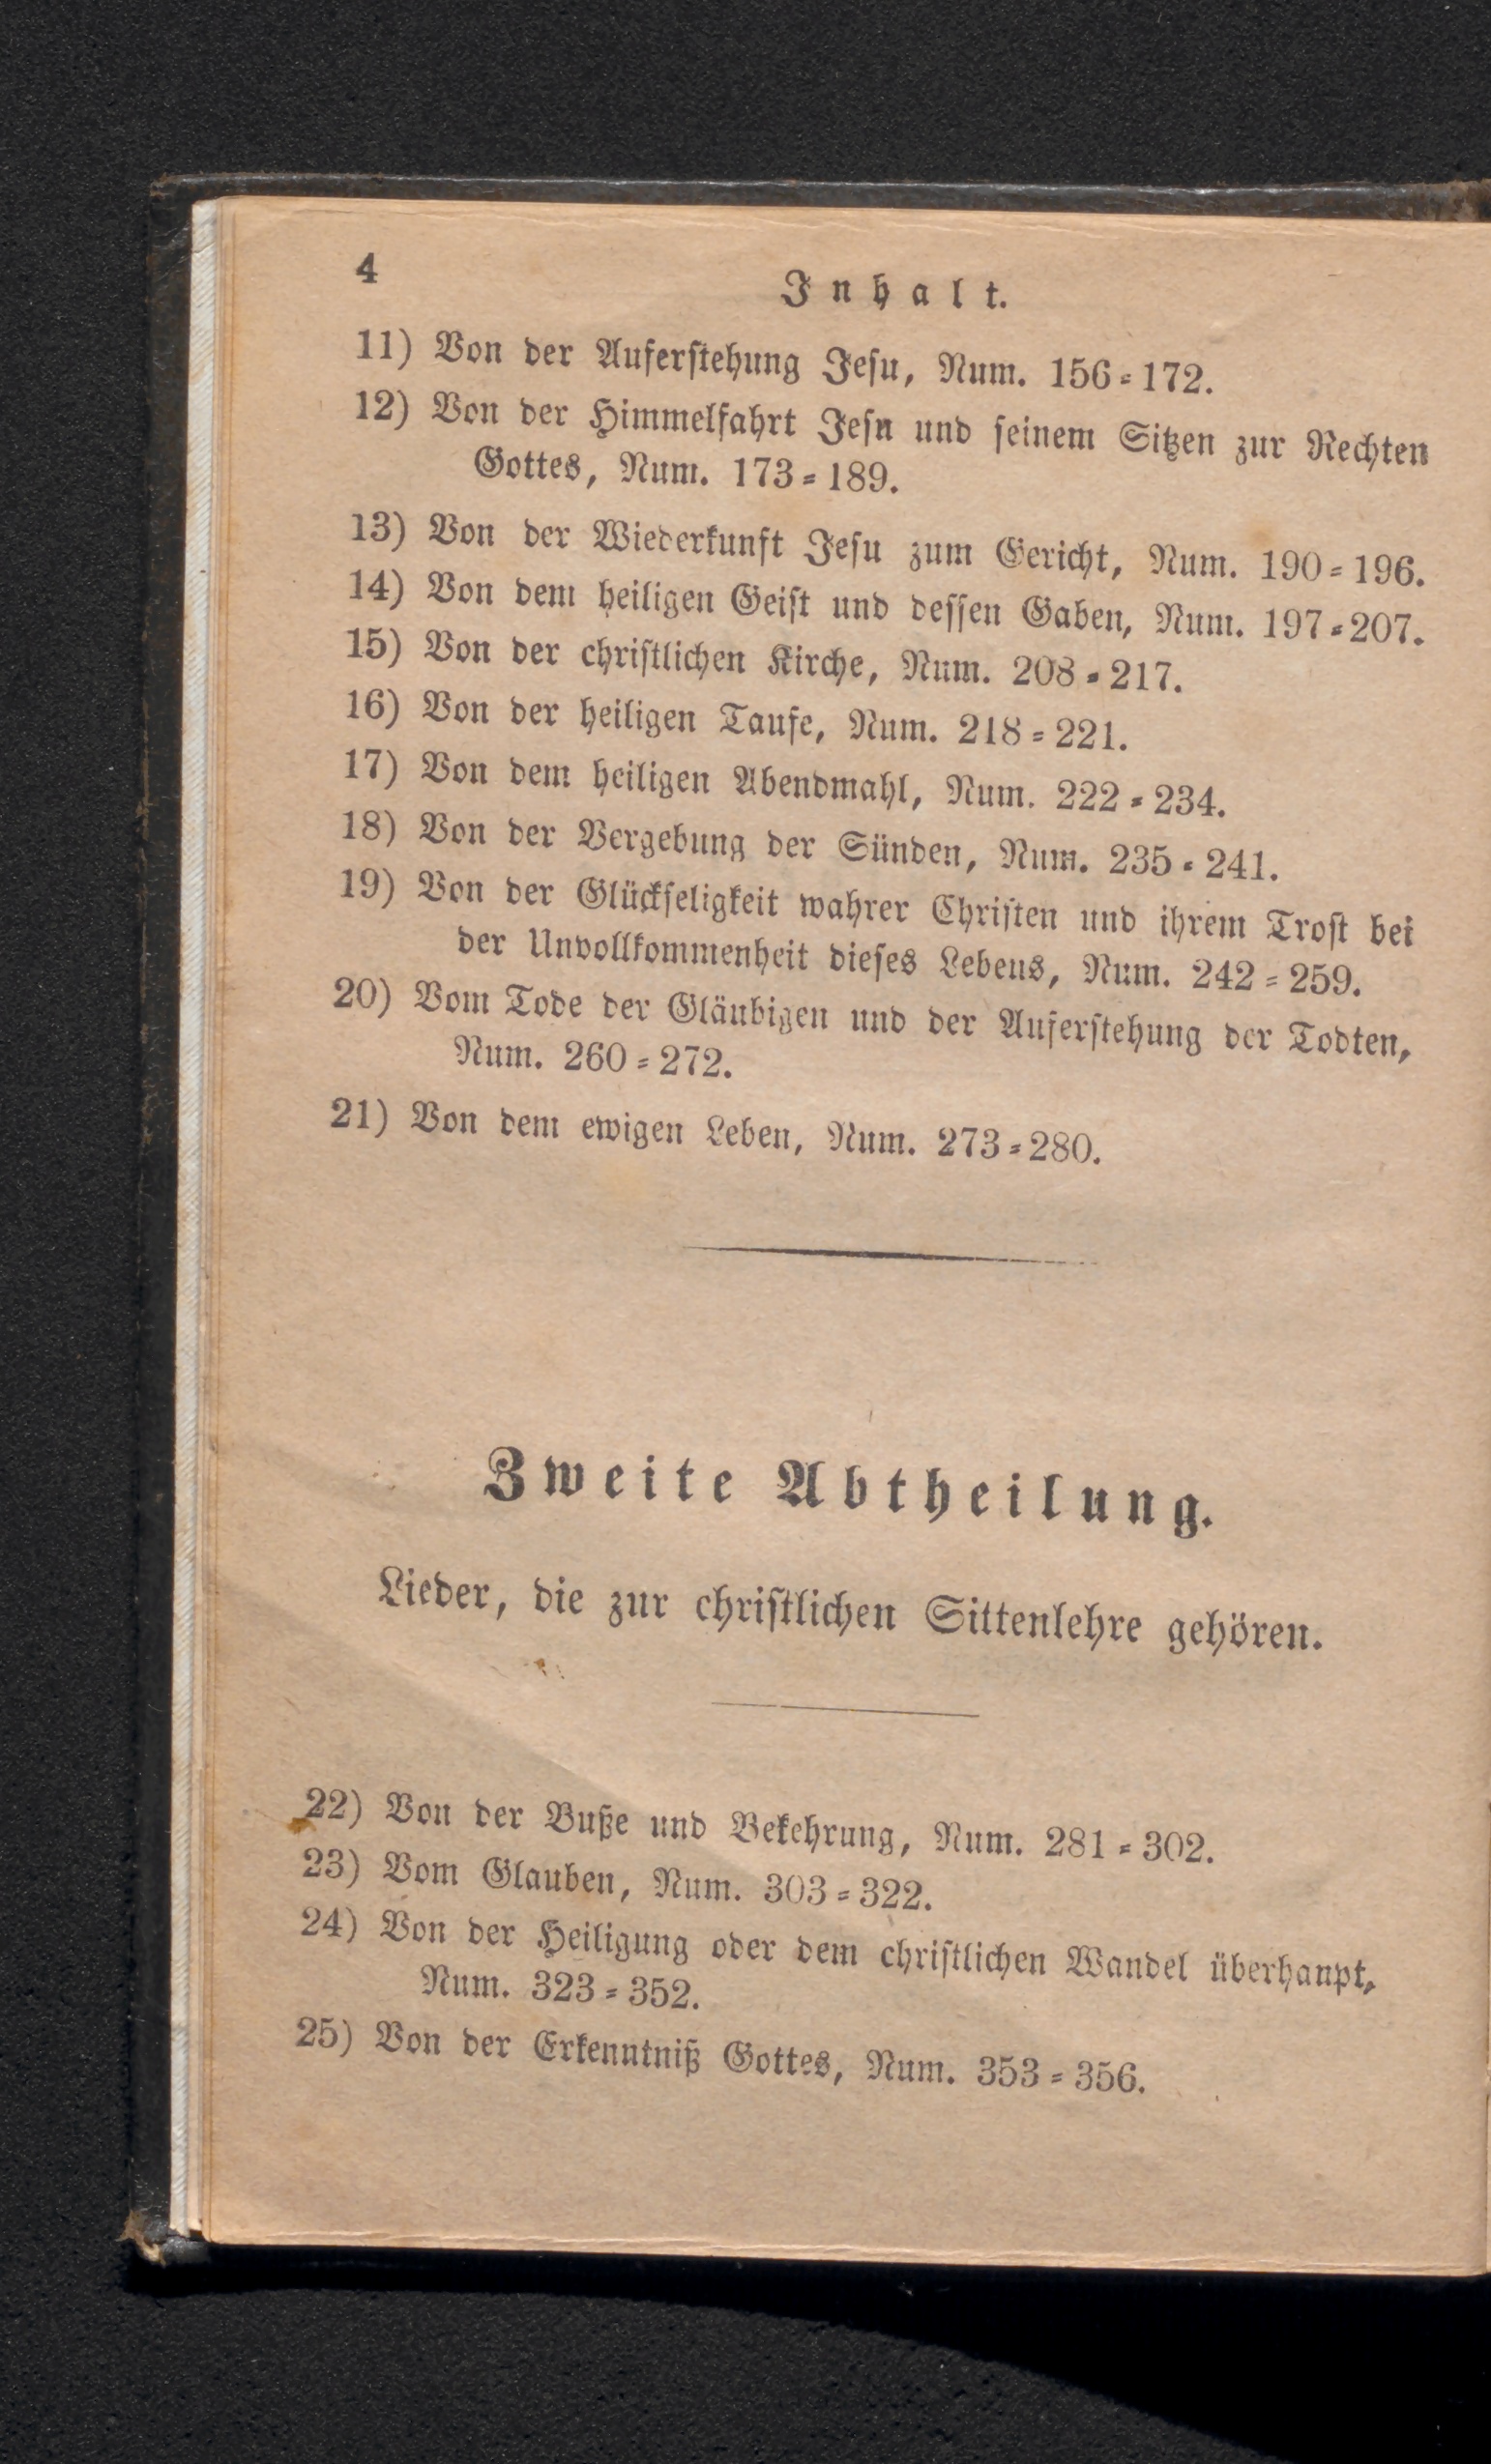 4
Inhalt.
11) Von der Auferstehung Jesu, Num. 156=172.
12) Von der Himmelfahrt Jesu und seinem Sitzen zur Rechten
Gottes, Num. 173=189.
13) Von der Wiederkunft Jesu zum Gericht, Num. 190=196.
14) Von dem heiligen Geist und dessen Gaben, Num. 197=207.
15) Von der christlichen Kirche, Num. 208=217.
16) Von der heiligen Taufe, Num. 218=221.
17) Von dem heiligen Abendmahl, Num. 222=234.
18) Von der Vergebung der Sünden, Num. 235=241.
19) Von der Glückseligkeit wahrer Christen und ihrem Trost bei
der Unvollkommenheit dieses Lebens, Num. 242=259.
20) Vom Tode der Gläubigen und der Auferstehung der Todten,
Num. 260=272.
21) Von dem ewigen Leben, Num. 273=280.
Zweite Abtheilung.
Lieder, die zur christlichen Sittenlehre gehören.
22) Von der Buße und Bekehrung, Num. 281=302.
23) Vom Glauben, Num. 303=322.
24) Von der Heiligung oder dem christlichen Wandel überhaupt,
Num. 323=352.
25) Von der Erkenntniß Gottes, Num. 353=356.